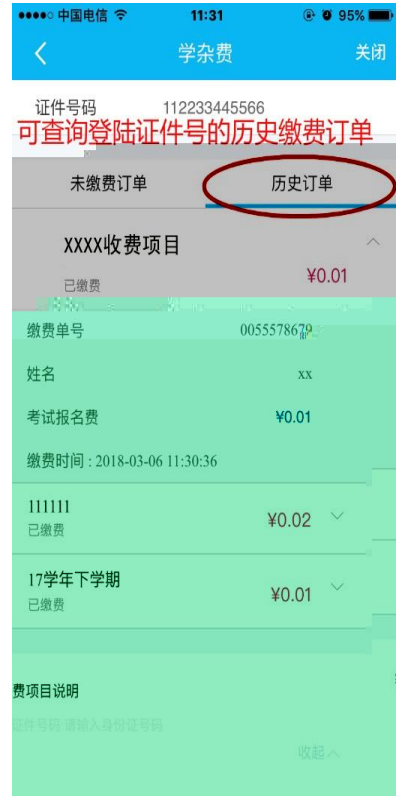 中国电信 11:31 95%
学杂费 关闭
证件号码 112233445566
可查询登陆证件号的历史缴费订单
未缴费订单 历史订单
XXXX收费项目
¥0.01
已缴费
缴费单号 0055578679
姓名 xx
考试报名费 ¥0.01
缴费时间 : 2018-03-06 11:30:36
111111
¥0.02
已缴费
17学年下学期
¥0.01
已缴费
费项目说明
证件号码 请输入身份证号码
收起